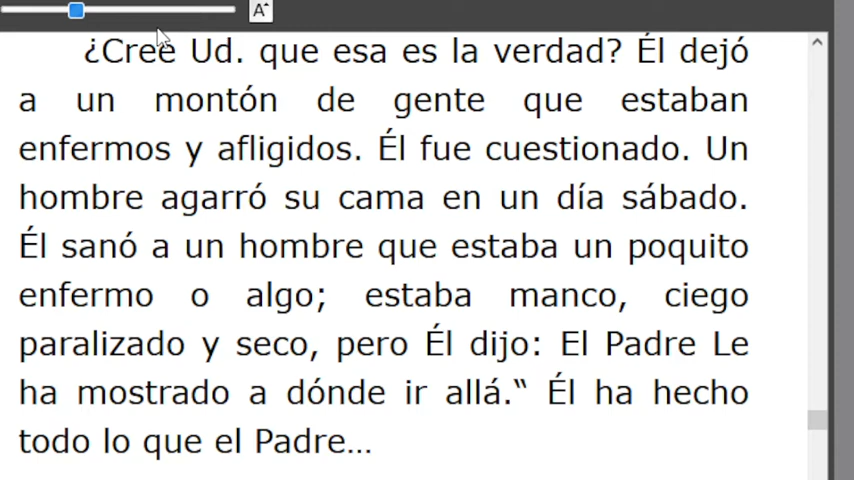 A
¿Cree Ud. que esa es la verdad? Él dejó
a un montón de gente que estaban
enfermos y afligidos. Él fue cuestionado. Un
hombre agarró su cama en un día sábado.
Él sanó a un hombre que estaba un poquito
enfermo o algo; estaba manco, ciego
paralizado y seco, pero Él dijo: El Padre Le
ha mostrado a dónde ir allá.“ Él ha hecho
todo lo que el Padre...